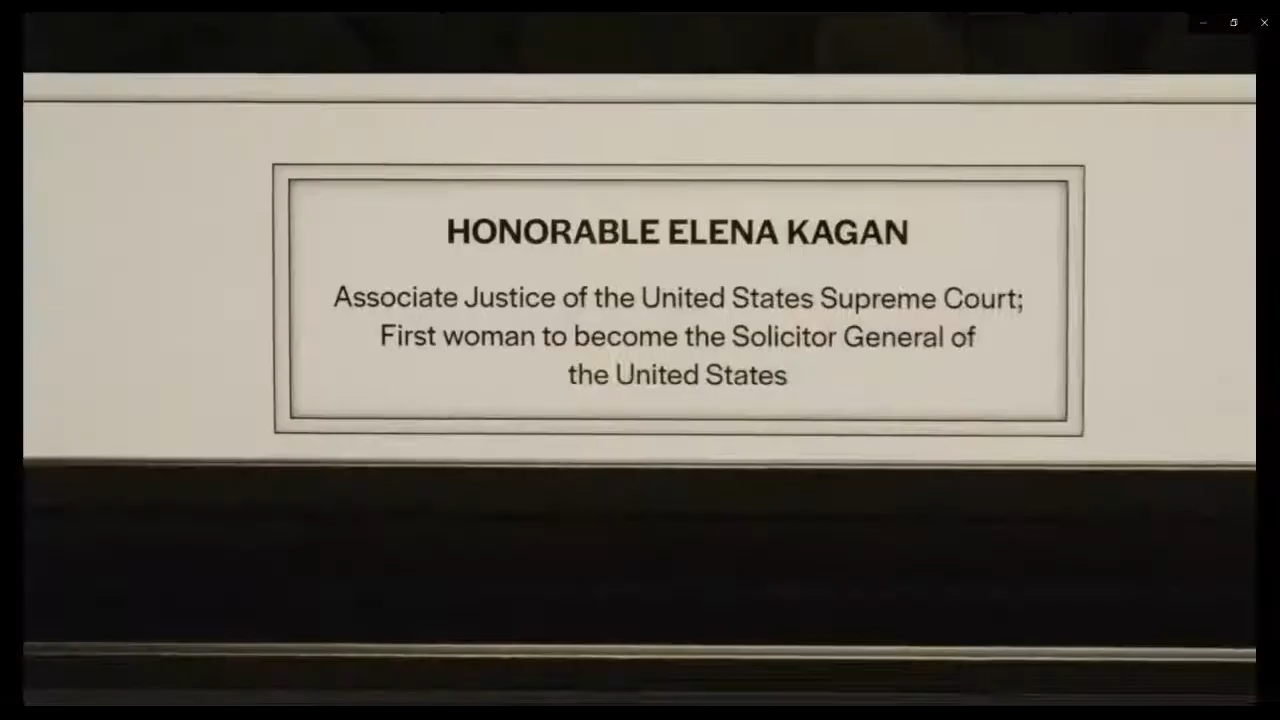 HONORABLE ELENA KAGAN
Associate Justice of the United States Supreme Court;
First woman to become the Solicitor General of
the United States